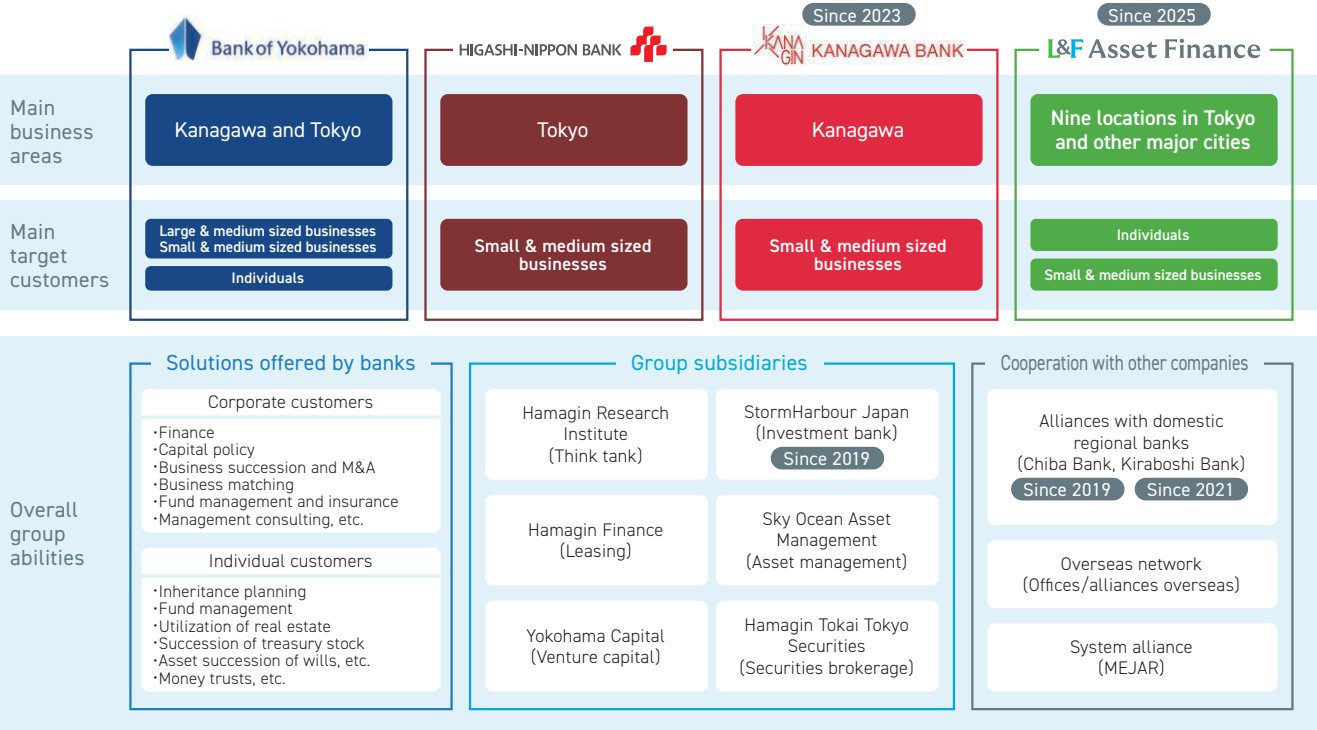 Since 2023
Since 2025
Bank of Yokohama
HIGASHI-NIPPON BANK
KANA
GIN
KANAGAWA BANK
L&F Asset Finance
Main
business
areas
Kanagawa and Tokyo
Tokyo
Kanagawa
Nine locations in Tokyo
and other major cities
Main
target
customers
Large & medium sized businesses
Small & medium sized businesses
Individuals
Small & medium sized
businesses
Small & medium sized
businesses
Individuals
Small & medium sized businesses
Overall
group
abilities
Solutions offered by banks
Corporate customers
・Finance
・Capital policy
・Business succession and M&A
・Business matching
・Fund management and insurance
・Management consulting, etc.
Individual customers
・Inheritance planning
・Fund management
・Utilization of real estate
・Succession of treasury stock
・Asset succession of wills, etc.
・Money trusts, etc.
Group subsidiaries
Hamagin Research
Institute
(Think tank)
StormHarbour Japan
(Investment bank)
Since 2019
Hamagin Finance
(Leasing)
Sky Ocean Asset
Management
(Asset management)
Yokohama Capital
(Venture capital)
Hamagin Tokai Tokyo
Securities
(Securities brokerage)
Cooperation with other companies
Alliances with domestic
regional banks
(Chiba Bank, Kiraboshi Bank)
Since 2019
Since 2021
Overseas network
(Offices/alliances overseas)
System alliance
(MEJAR)